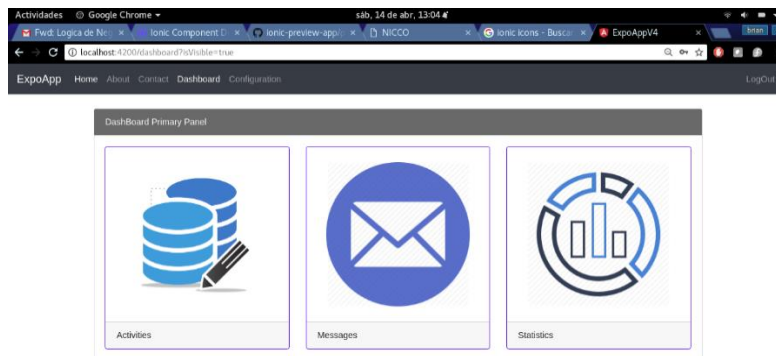 Actividades Google Chrome sáb, 14 de abr, 13:04
Fwd: Logica de Neg Ionic Component D ionic-preview-app/ NICCO ionic icons - Buscar ExpoAppV4 brian
localhost:4200/dashboard?isVisible=true
ExpoApp Home About Contact Dashboard Configuration LogOut
DashBoard Primary Panel
Activities Messages Statistics